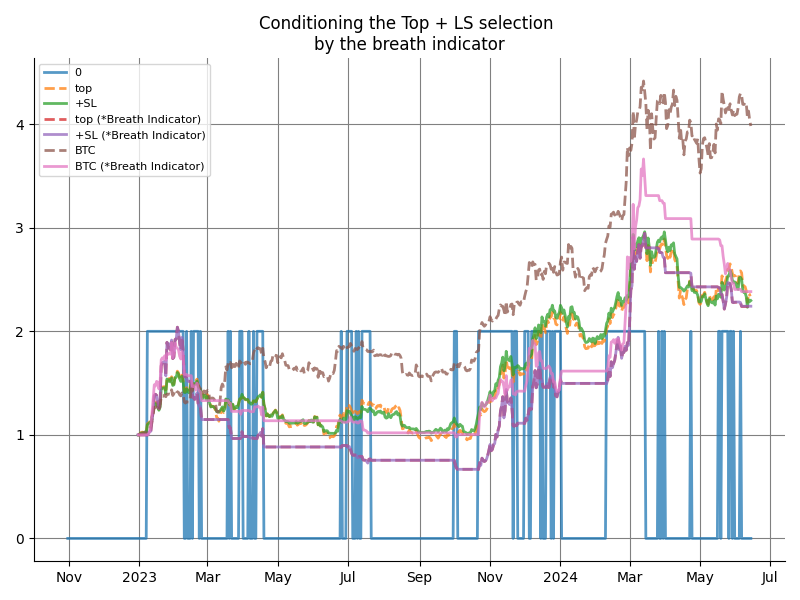 Conditioning the Top + LS selection
by the breath indicator
0
top
+SL
top (*Breath Indicator)
+SL (*Breath Indicator)
BTC
BTC (*Breath Indicator)
4
3
2
1
0
Nov 2023 Mar May Jul Sep Nov 2024 Mar May Jul